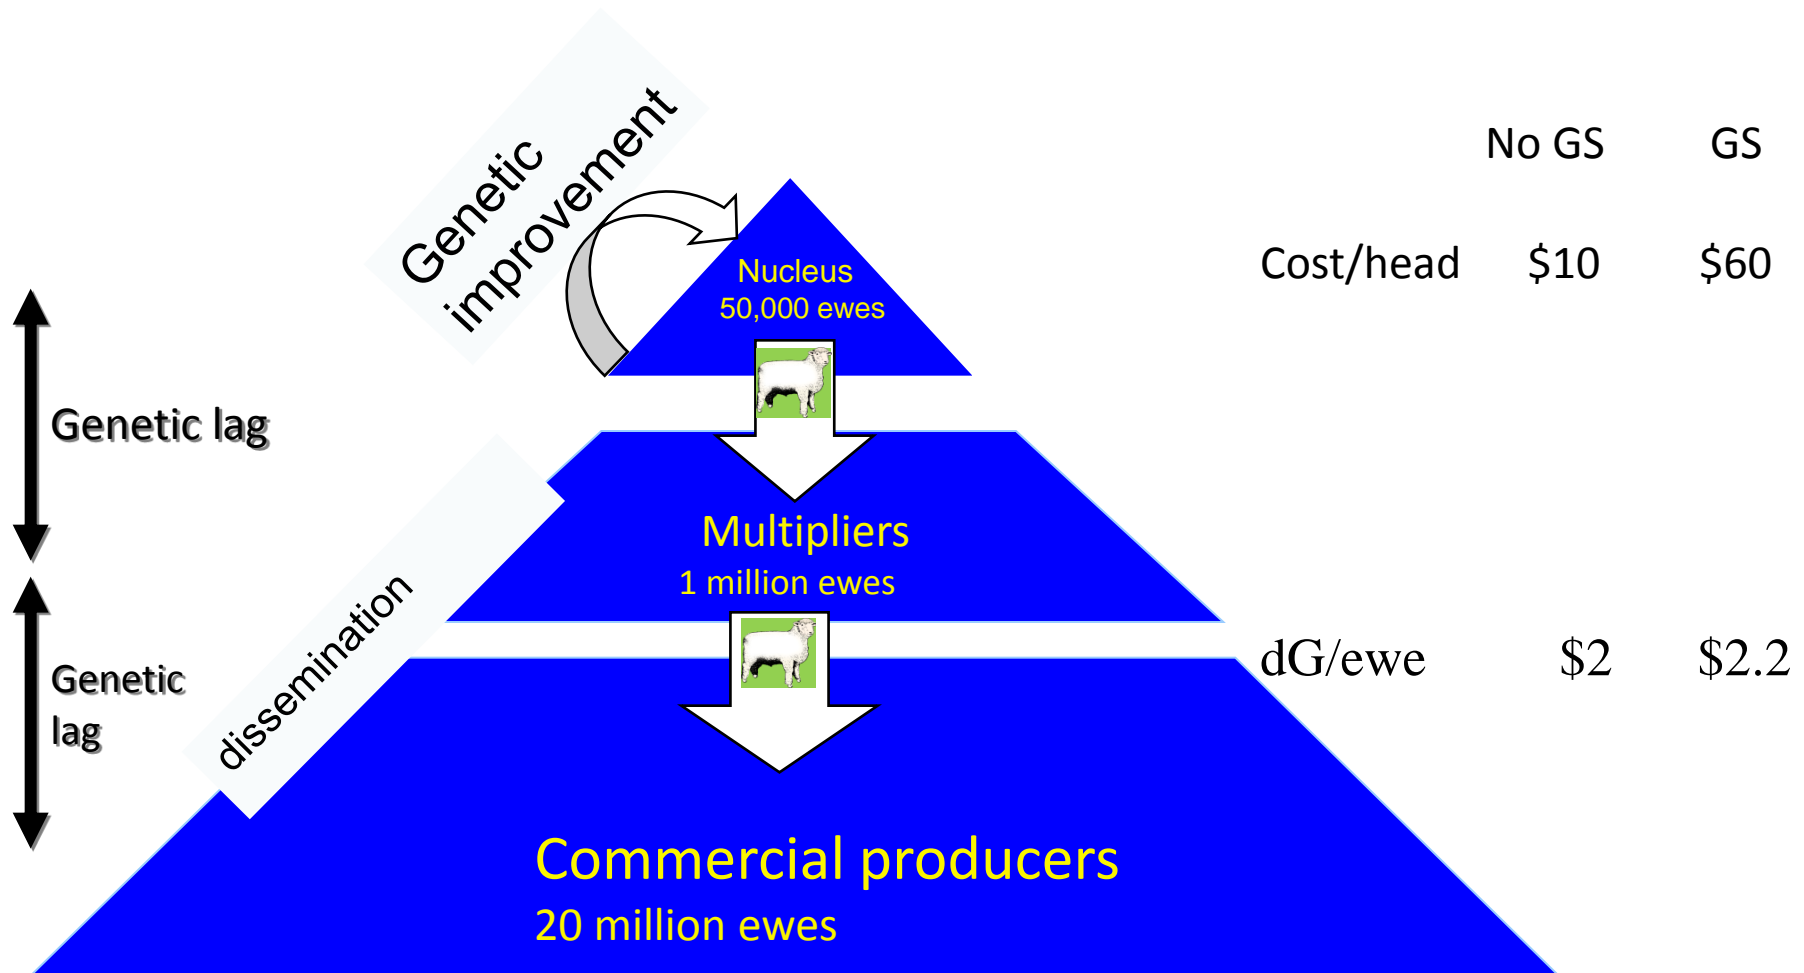 Genetic
improvement
No GS GS
Cost/head $10 $60
Nucleus
50,000 ewes
Genetic lag
Multipliers
1 million ewes
dissemination
Genetic
lag
dG/ewe $2 $2.2
Commercial producers
20 million ewes